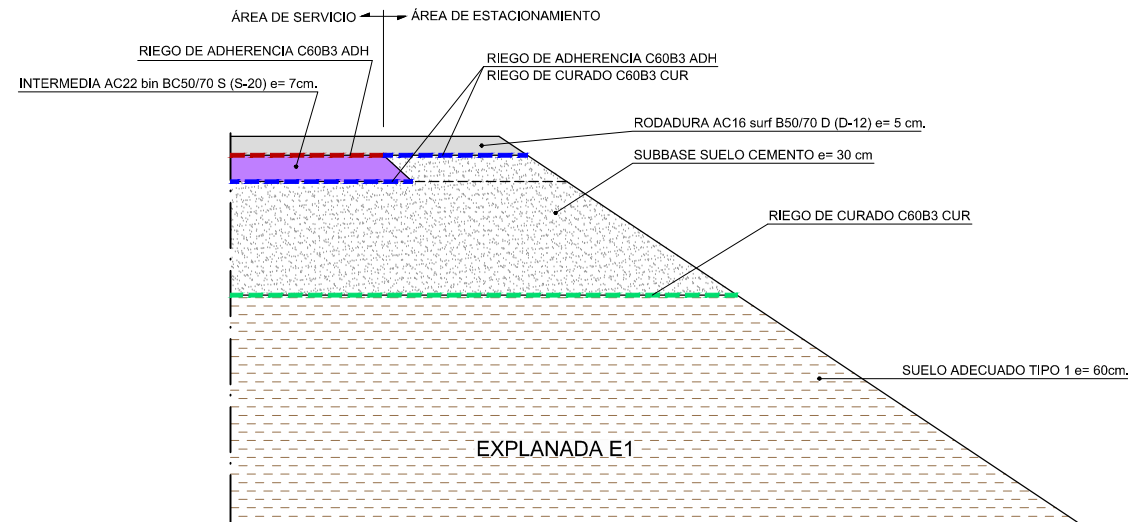 ÁREA DE SERVICIO
ÁREA DE ESTACIONAMIENTO
RIEGO DE ADHERENCIA C60B3 ADH
RIEGO DE ADHERENCIA C60B3 ADH
RIEGO DE CURADO C60B3 CUR
INTERMEDIA AC22 bin BC50/70 S (S-20) e= 7cm.
RODADURA AC16 surf B50/70 D (D-12) e= 5 cm.
SUBBASE SUELO CEMENTO e= 30 cm
RIEGO DE CURADO C60B3 CUR
SUELO ADECUADO TIPO 1 e= 60cm.
EXPLANADA E1